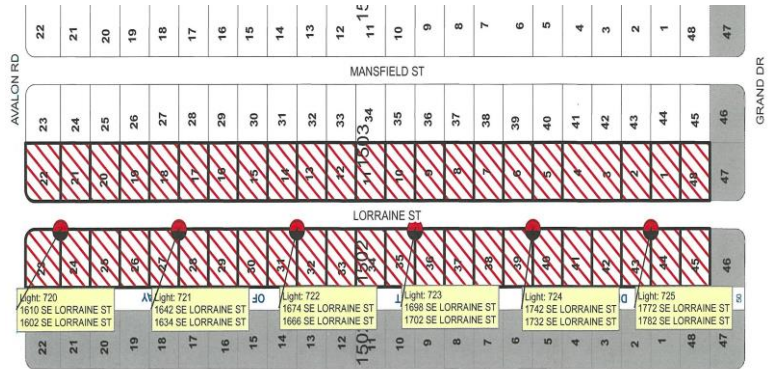 22 21 20 19 18 17 16 15 14 13 12 11 10 9 8 7 6 5 4 3 2 1 48 47
AVALON RD
MANSFIELD ST
GRAND DR
23 24 25 26 27 28 29 30 31 32 33 34 35 36 37 38 39 40 41 42 43 44 45 46
1503
22 21 20 19 18 17 16 15 14 13 12 11 10 9 8 7 6 5 4 3 2 1 48 47
LORRAINE ST
23 24 25 26 27 28 29 30 31 32 33 34 35 36 37 38 39 40 41 42 43 44 45 46
1502
Light: 720
1610 SE LORRAINE ST
1602 SE LORRAINE ST
Light: 721
1642 SE LORRAINE ST
1634 SE LORRAINE ST
OF
Light: 722
1674 SE LORRAINE ST
1666 SE LORRAINE ST
Light: 723
1698 SE LORRAINE ST
1702 SE LORRAINE ST
Light: 724
1742 SE LORRAINE ST
1732 SE LORRAINE ST
Light: 725
1772 SE LORRAINE ST
1782 SE LORRAINE ST
22 21 20 19 18 17 16 15 14 13 12 11 10 9 8 7 6 5 4 3 2 1 48 47